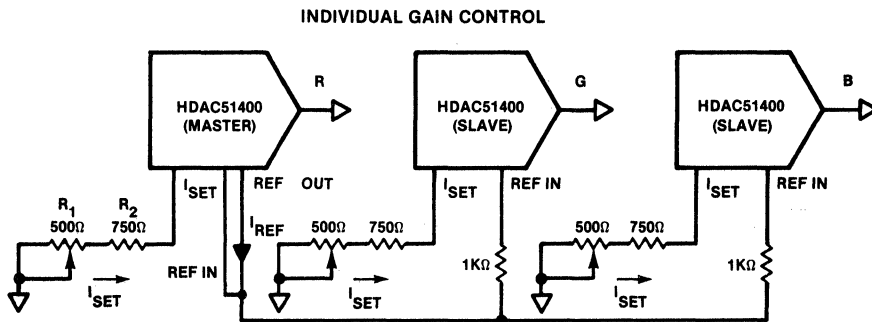 INDIVIDUAL GAIN CONTROL
R
G
B
HDAC51400
(MASTER)
HDAC51400
(SLAVE)
HDAC51400
(SLAVE)
ISET
REF OUT
ISET
REF IN
ISET
REF IN
R1
500Ω
R2
750Ω
IREF
500Ω
750Ω
500Ω
750Ω
REF IN
1KΩ
1KΩ
ISET
ISET
ISET